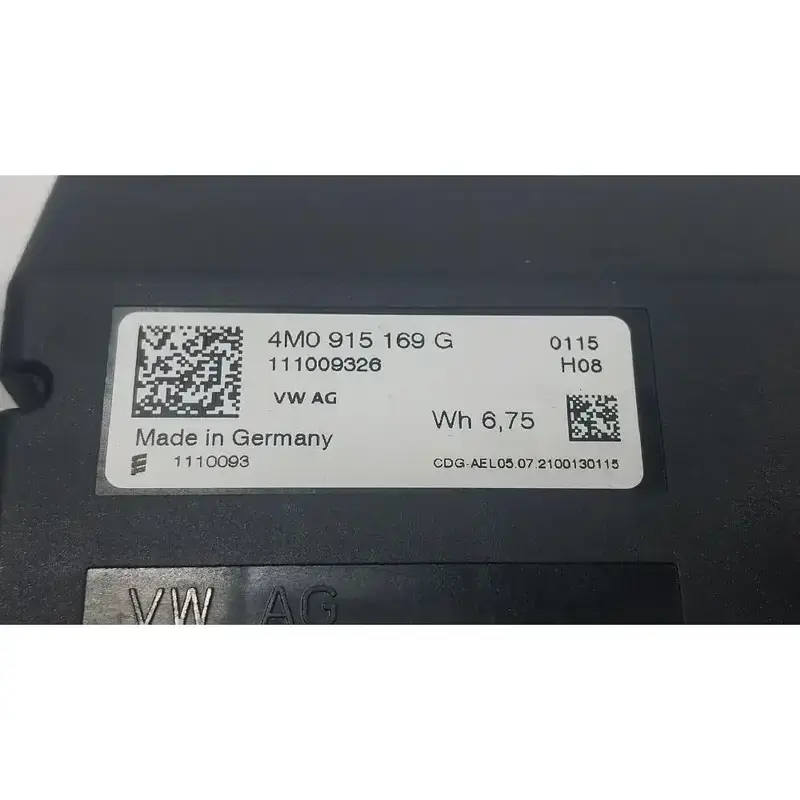 4M0 915 169 G
0115
111009326
H08
VW AG
Wh 6,75
Made in Germany
1110093
CDG-AEL05.07.2100130115
VW AG